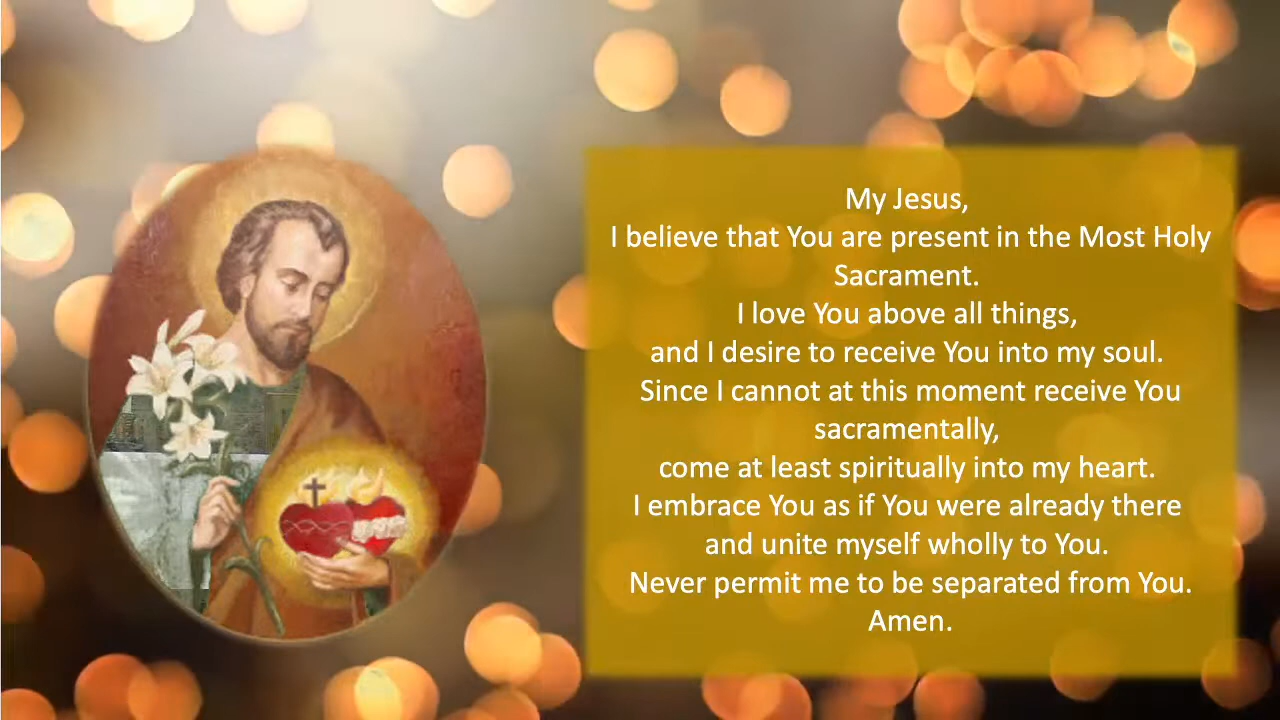 My Jesus,
I believe that You are present in the Most Holy
Sacrament.
I love You above all things,
and I desire to receive You into my soul.
Since I cannot at this moment receive You
sacramentally,
come at least spiritually into my heart.
I embrace You as if You were already there
and unite myself wholly to You.
Never permit me to be separated from You.
Amen.